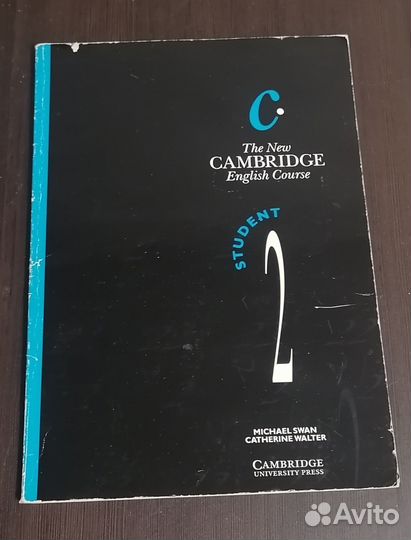 c.
The New
CAMBRIDGE
English Course
STUDENT
2
MICHAEL SWAN
CATHERINE WALTER
CAMBRIDGE
UNIVERSITY PRESS
Avito